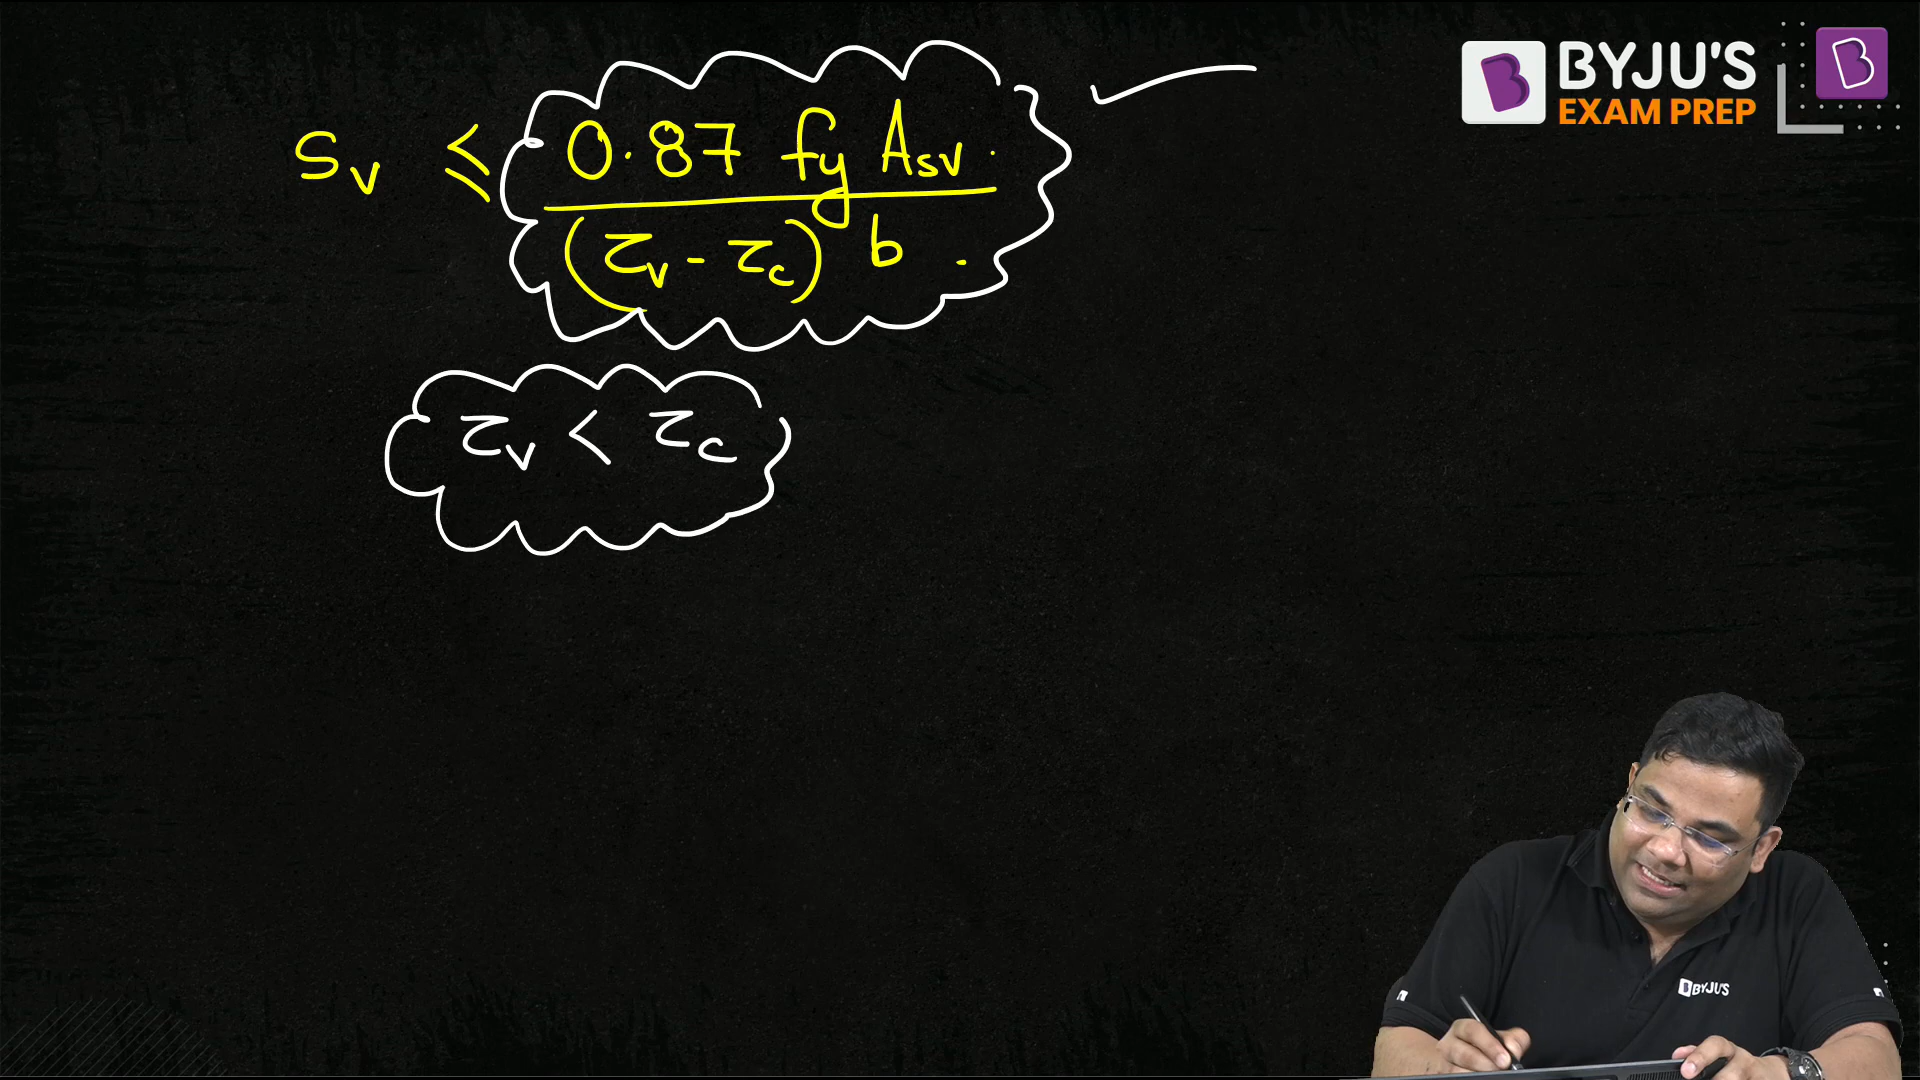 BYJU'S
EXAM PREP
Sv ≤ 0.87 fy Asv
(τv - τc) b
τv < τc
BYJU'S